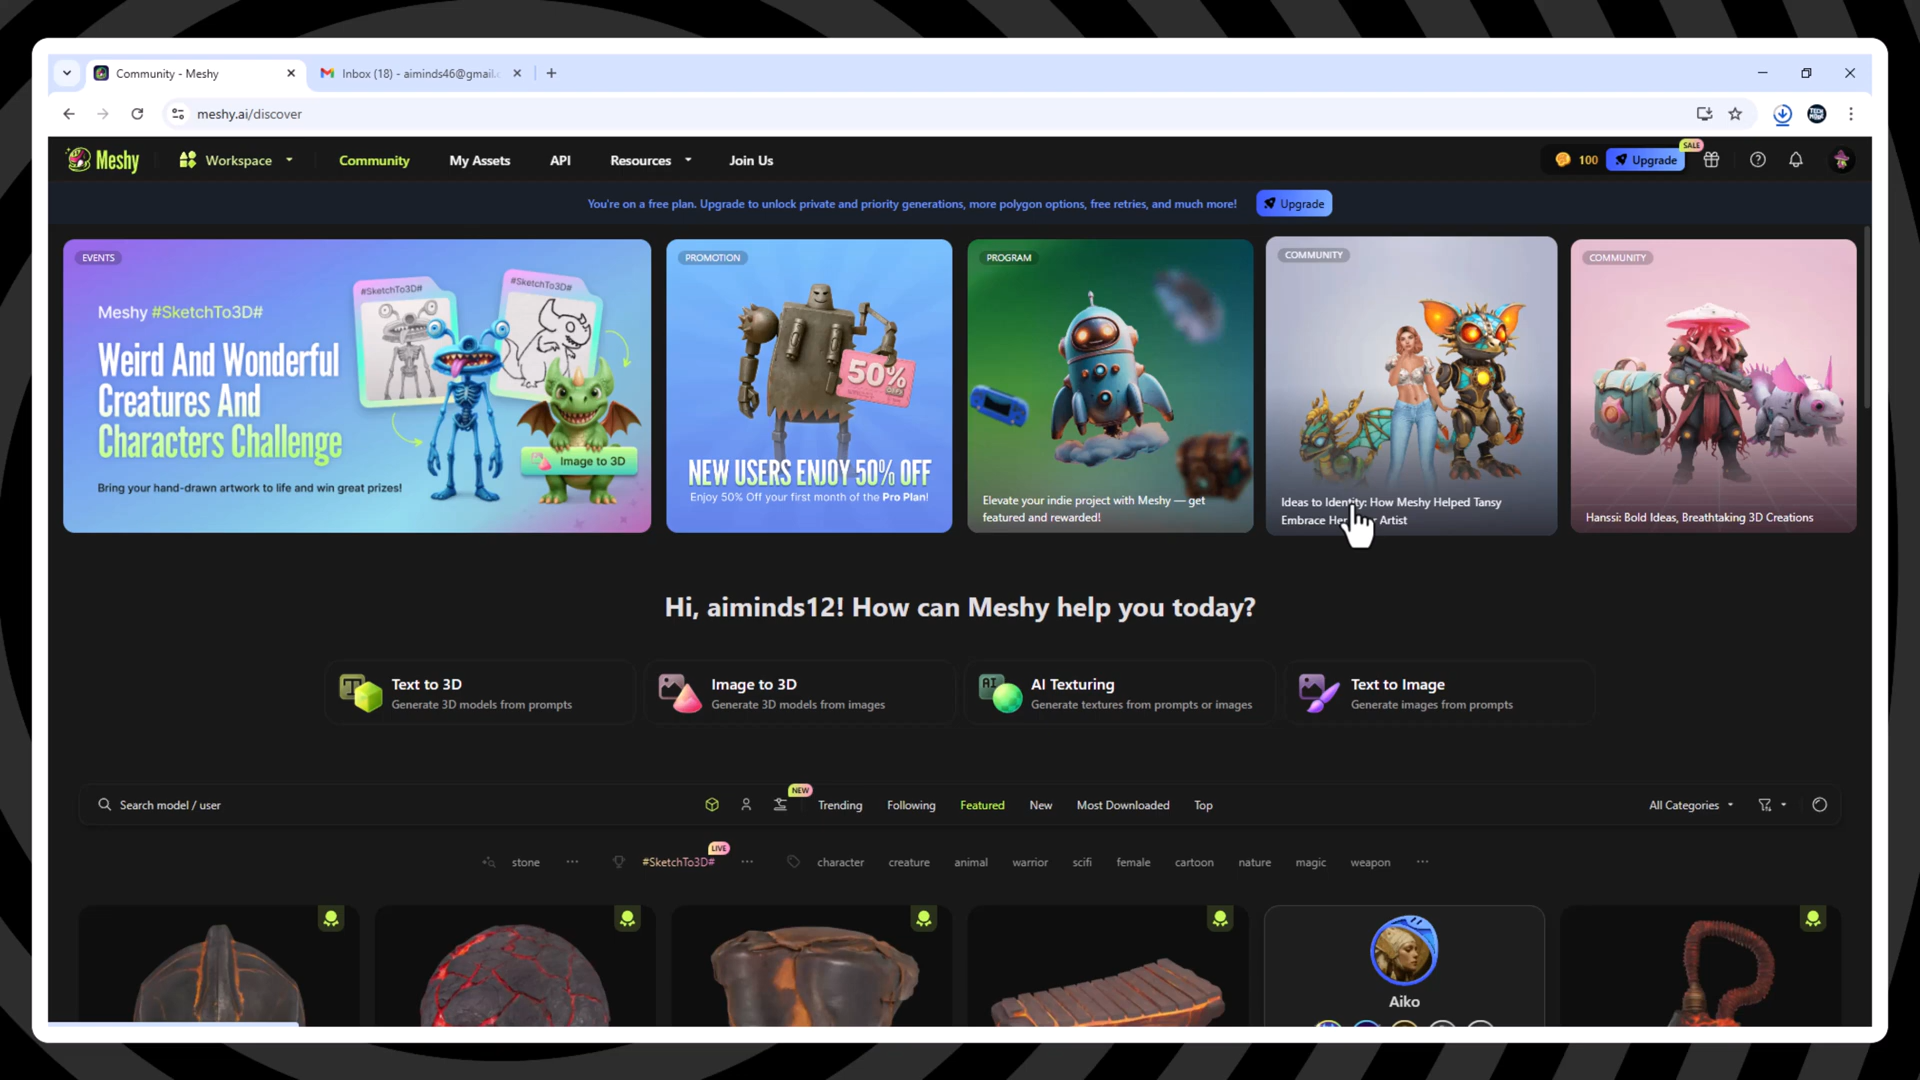 Community - Meshy
Inbox (18) - aiminds46@gmail.c
meshy.ai/discover
Meshy
Workspace
Community
My Assets
API
Resources
Join Us
100
Upgrade
SALE
You're on a free plan. Upgrade to unlock private and priority generations, more polygon options, free retries, and much more!
Upgrade
EVENTS
Meshy #SketchTo3D#
Weird And Wonderful
Creatures And
Characters Challenge
Bring your hand-drawn artwork to life and win great prizes!
#SketchTo3D#
#SketchTo3D#
Image to 3D
PROMOTION
50%
NEW USERS ENJOY 50% OFF
Enjoy 50% Off your first month of the Pro Plan!
PROGRAM
Elevate your indie project with Meshy — get
featured and rewarded!
COMMUNITY
Ideas to Identity: How Meshy Helped Tansy
Embrace Her Artist
COMMUNITY
Hanssi: Bold Ideas, Breathtaking 3D Creations
Hi, aiminds12! How can Meshy help you today?
Text to 3D
Generate 3D models from prompts
Image to 3D
Generate 3D models from images
AI Texturing
Generate textures from prompts or images
Text to Image
Generate images from prompts
Search model / user
NEW
Trending
Following
Featured
New
Most Downloaded
Top
All Categories
stone
#SketchTo3D#
LIVE
character
creature
animal
warrior
scifi
female
cartoon
nature
magic
weapon
Aiko